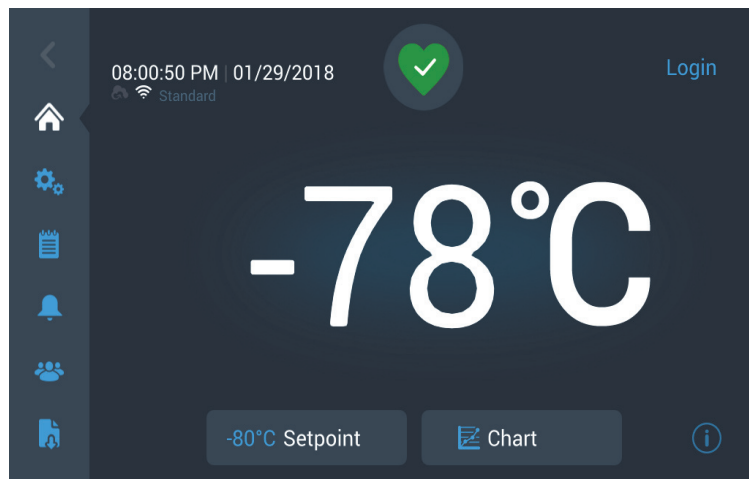 08:00:50 PM | 01/29/2018
Login
Standard
-78°C
-80°C Setpoint
Chart